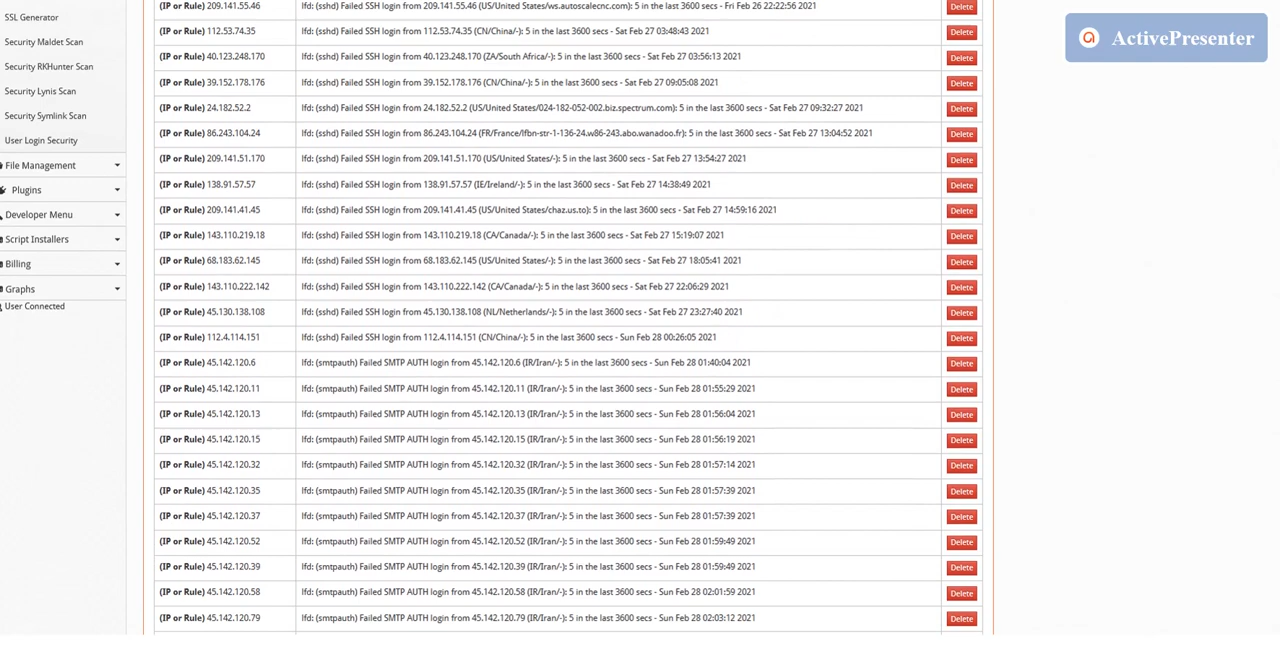 SSL Generator
Security Maldet Scan
Security RKHunter Scan
Security Lynis Scan
Security Symlink Scan
User Login Security
File Management
Plugins
Developer Menu
Script Installers
Billing
Graphs
User Connected
(IP or Rule) 209.141.55.46 lfd: (sshd) Failed SSH login from 209.141.55.46 (US/United States/ws.autoscalecnc.com): 5 in the last 3600 secs - Fri Feb 26 22:22:56 2021 Delete
(IP or Rule) 112.53.74.35 lfd: (sshd) Failed SSH login from 112.53.74.35 (CN/China/-): 5 in the last 3600 secs - Sat Feb 27 03:48:43 2021 Delete
(IP or Rule) 40.123.248.170 lfd: (sshd) Failed SSH login from 40.123.248.170 (ZA/South Africa/-): 5 in the last 3600 secs - Sat Feb 27 03:56:13 2021 Delete
(IP or Rule) 39.152.178.176 lfd: (sshd) Failed SSH login from 39.152.178.176 (CN/China/-): 5 in the last 3600 secs - Sat Feb 27 09:05:08 2021 Delete
(IP or Rule) 24.182.52.2 lfd: (sshd) Failed SSH login from 24.182.52.2 (US/United States/024-182-052-002.biz.spectrum.com): 5 in the last 3600 secs - Sat Feb 27 09:32:27 2021 Delete
(IP or Rule) 86.243.104.24 lfd: (sshd) Failed SSH login from 86.243.104.24 (FR/France/lfbn-str-1-136-24.w86-243.abo.wanadoo.fr): 5 in the last 3600 secs - Sat Feb 27 13:04:52 2021 Delete
(IP or Rule) 209.141.51.170 lfd: (sshd) Failed SSH login from 209.141.51.170 (US/United States/-): 5 in the last 3600 secs - Sat Feb 27 13:54:27 2021 Delete
(IP or Rule) 138.91.57.57 lfd: (sshd) Failed SSH login from 138.91.57.57 (IE/Ireland/-): 5 in the last 3600 secs - Sat Feb 27 14:38:49 2021 Delete
(IP or Rule) 209.141.41.45 lfd: (sshd) Failed SSH login from 209.141.41.45 (US/United States/chaz.us.to): 5 in the last 3600 secs - Sat Feb 27 14:59:16 2021 Delete
(IP or Rule) 143.110.219.18 lfd: (sshd) Failed SSH login from 143.110.219.18 (CA/Canada/-): 5 in the last 3600 secs - Sat Feb 27 15:19:07 2021 Delete
(IP or Rule) 68.183.62.145 lfd: (sshd) Failed SSH login from 68.183.62.145 (US/United States/-): 5 in the last 3600 secs - Sat Feb 27 18:05:41 2021 Delete
(IP or Rule) 143.110.222.142 lfd: (sshd) Failed SSH login from 143.110.222.142 (CA/Canada/-): 5 in the last 3600 secs - Sat Feb 27 22:06:29 2021 Delete
(IP or Rule) 45.130.138.108 lfd: (sshd) Failed SSH login from 45.130.138.108 (NL/Netherlands/-): 5 in the last 3600 secs - Sat Feb 27 23:27:40 2021 Delete
(IP or Rule) 112.4.114.151 lfd: (sshd) Failed SSH login from 112.4.114.151 (CN/China/-): 5 in the last 3600 secs - Sun Feb 28 00:26:05 2021 Delete
(IP or Rule) 45.142.120.6 lfd: (smtpauth) Failed SMTP AUTH login from 45.142.120.6 (IR/Iran/-): 5 in the last 3600 secs - Sun Feb 28 01:40:04 2021 Delete
(IP or Rule) 45.142.120.11 lfd: (smtpauth) Failed SMTP AUTH login from 45.142.120.11 (IR/Iran/-): 5 in the last 3600 secs - Sun Feb 28 01:55:29 2021 Delete
(IP or Rule) 45.142.120.13 lfd: (smtpauth) Failed SMTP AUTH login from 45.142.120.13 (IR/Iran/-): 5 in the last 3600 secs - Sun Feb 28 01:56:04 2021 Delete
(IP or Rule) 45.142.120.15 lfd: (smtpauth) Failed SMTP AUTH login from 45.142.120.15 (IR/Iran/-): 5 in the last 3600 secs - Sun Feb 28 01:56:19 2021 Delete
(IP or Rule) 45.142.120.32 lfd: (smtpauth) Failed SMTP AUTH login from 45.142.120.32 (IR/Iran/-): 5 in the last 3600 secs - Sun Feb 28 01:57:14 2021 Delete
(IP or Rule) 45.142.120.35 lfd: (smtpauth) Failed SMTP AUTH login from 45.142.120.35 (IR/Iran/-): 5 in the last 3600 secs - Sun Feb 28 01:57:39 2021 Delete
(IP or Rule) 45.142.120.37 lfd: (smtpauth) Failed SMTP AUTH login from 45.142.120.37 (IR/Iran/-): 5 in the last 3600 secs - Sun Feb 28 01:57:39 2021 Delete
(IP or Rule) 45.142.120.52 lfd: (smtpauth) Failed SMTP AUTH login from 45.142.120.52 (IR/Iran/-): 5 in the last 3600 secs - Sun Feb 28 01:59:49 2021 Delete
(IP or Rule) 45.142.120.39 lfd: (smtpauth) Failed SMTP AUTH login from 45.142.120.39 (IR/Iran/-): 5 in the last 3600 secs - Sun Feb 28 01:59:49 2021 Delete
(IP or Rule) 45.142.120.58 lfd: (smtpauth) Failed SMTP AUTH login from 45.142.120.58 (IR/Iran/-): 5 in the last 3600 secs - Sun Feb 28 02:01:59 2021 Delete
(IP or Rule) 45.142.120.79 lfd: (smtpauth) Failed SMTP AUTH login from 45.142.120.79 (IR/Iran/-): 5 in the last 3600 secs - Sun Feb 28 02:03:12 2021 Delete
ActivePresenter